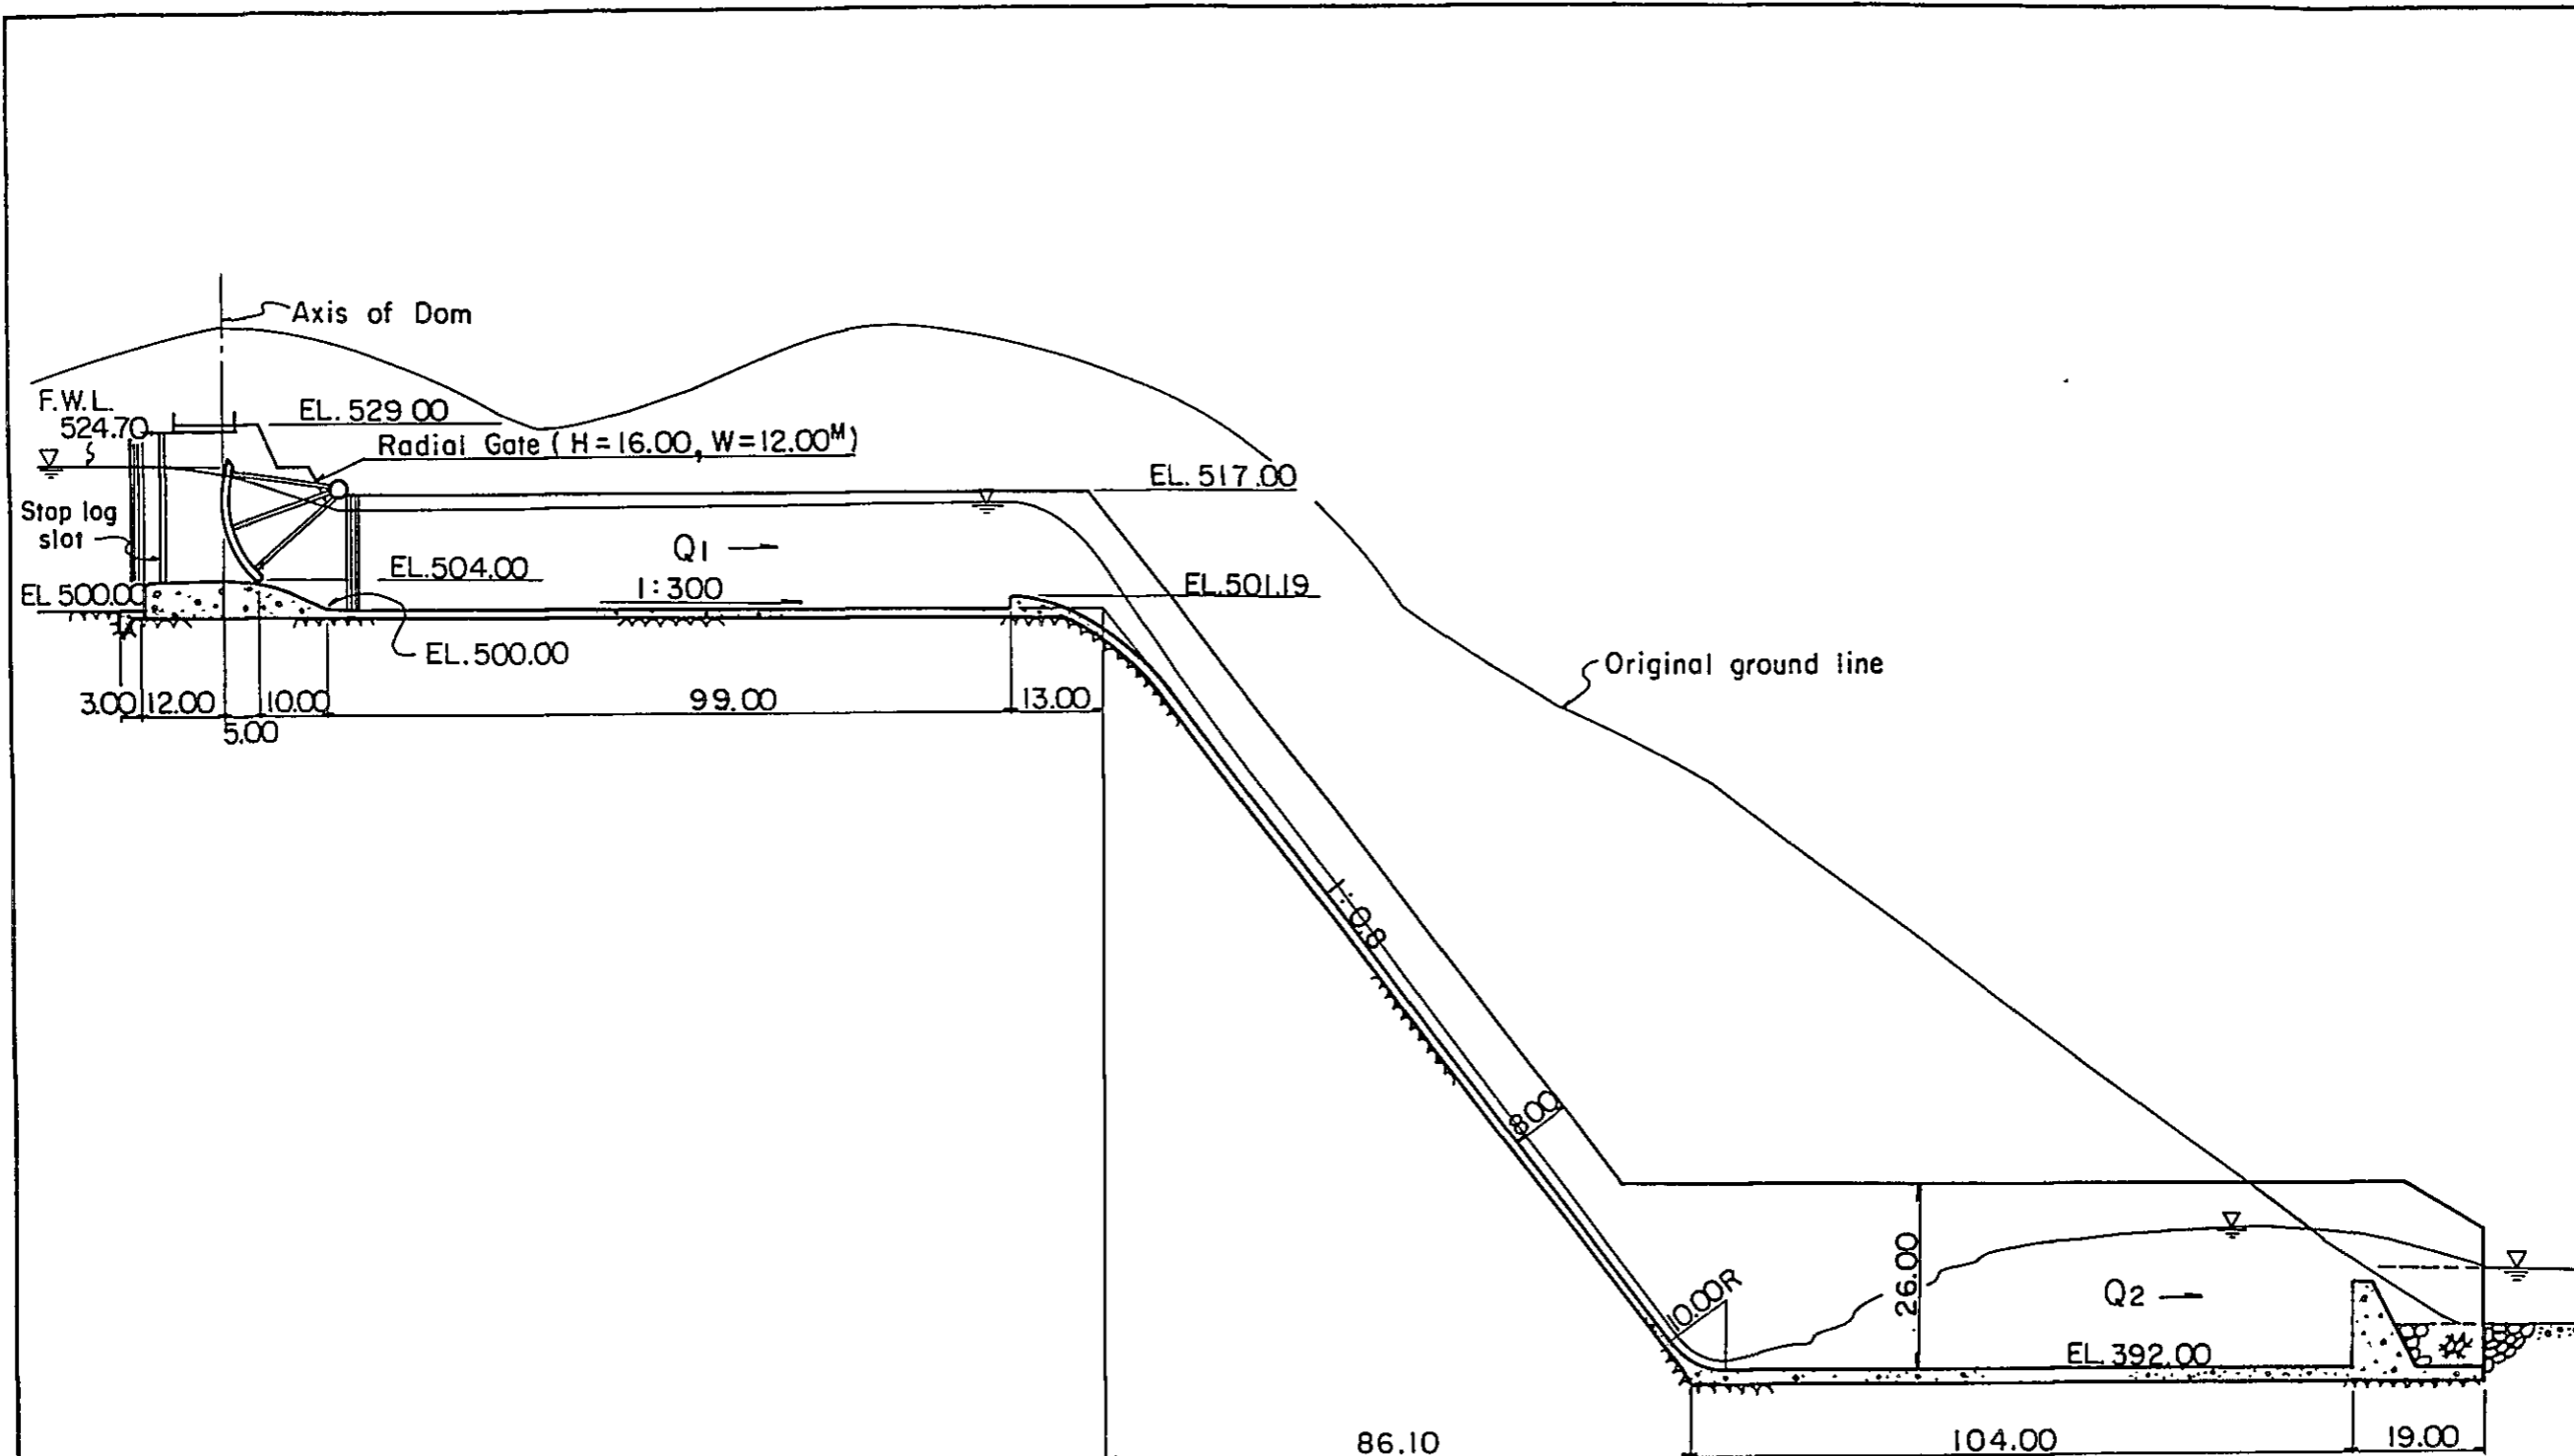 Axis of Dom
F.W.L.
524.70
EL. 529.00
Radial Gate ( H=16.00, W=12.00M)
EL. 517.00
Stop log
slot
Q1
EL.504.00
1:300
EL.501.19
EL 500.00
EL.500.00
Original ground line
3.00
12.00
10.00
99.00
13.00
5.00
1:0.8
8.00
26.00
10.00R
Q2
EL.392.00
86.10
104.00
19.00